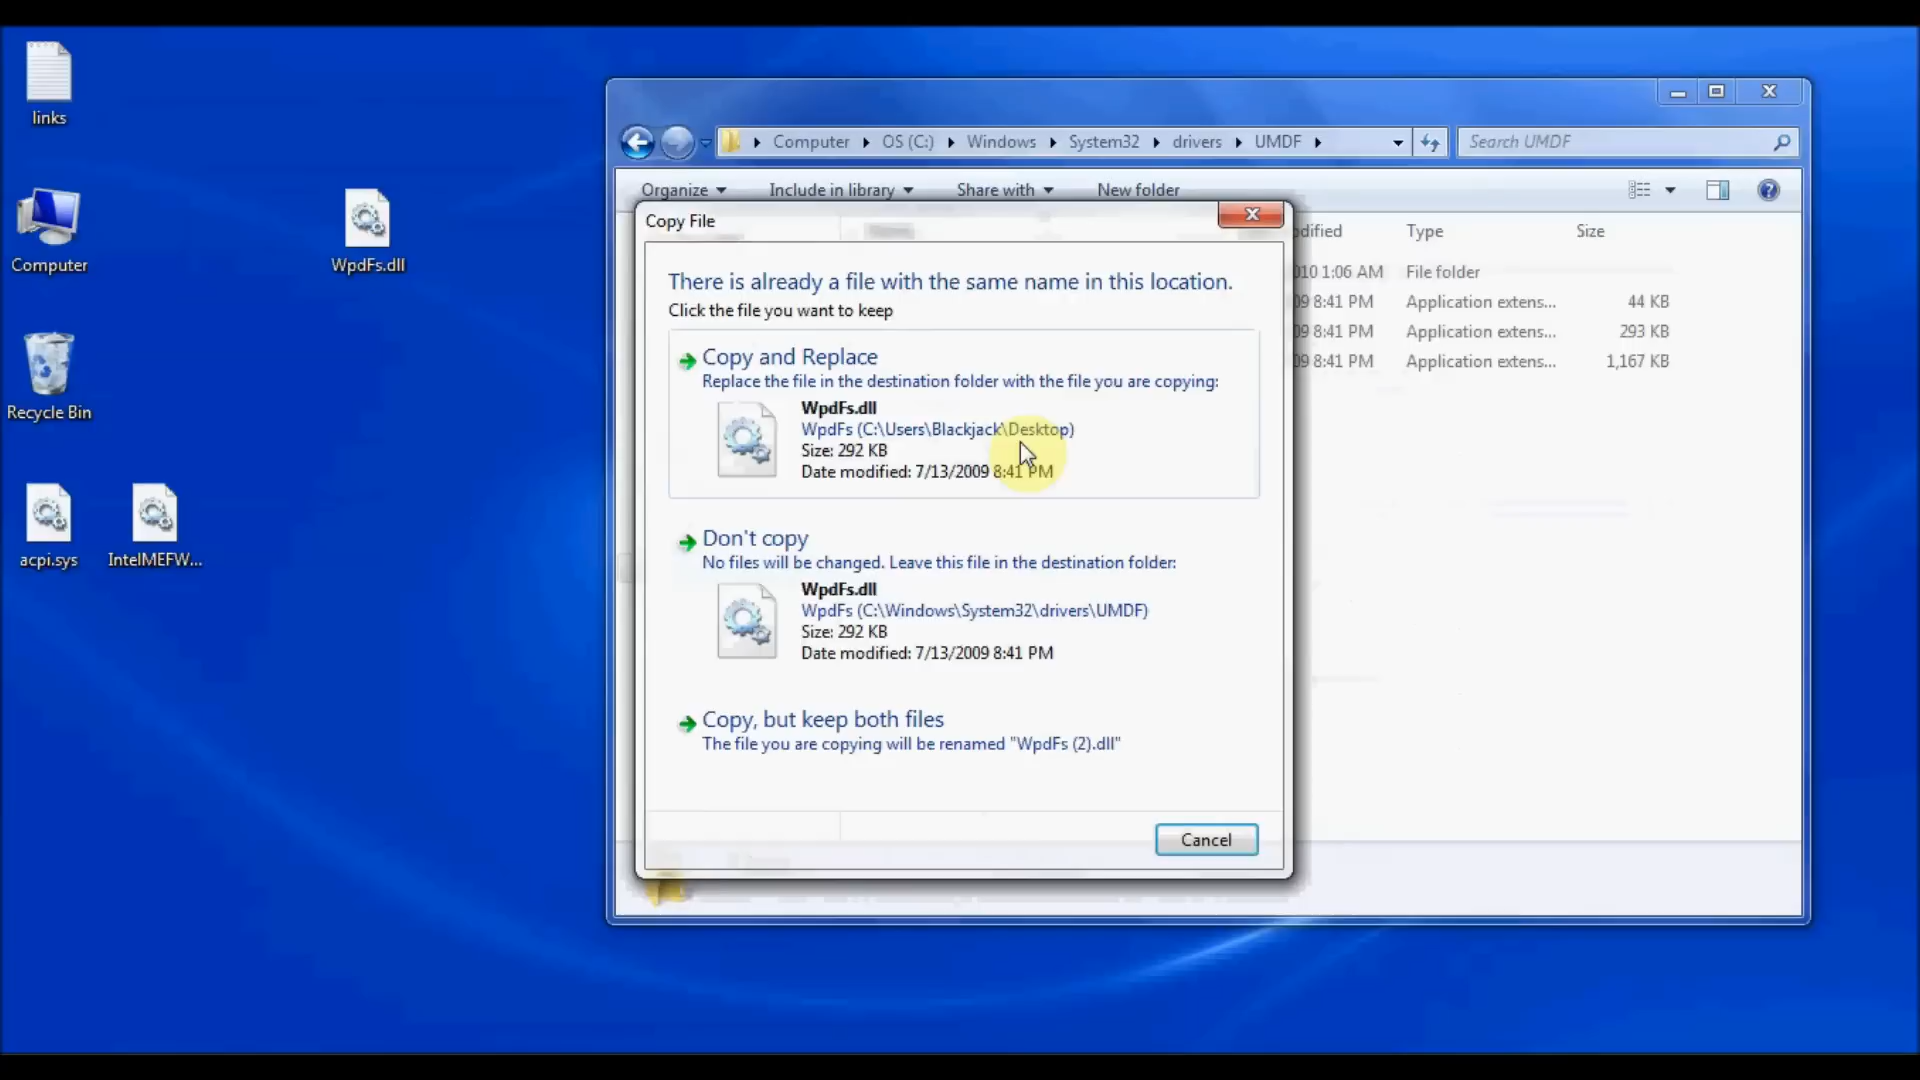 links
Computer
WpdFs.dll
Recycle Bin
acpi.sys
IntelMEFW...
Computer
OS (C:)
Windows
System32
drivers
UMDF
Search UMDF
Organize
Include in library
Share with
New folder
Type
Size
1:06 AM
File folder
8:41 PM
Application extens...
44 KB
8:41 PM
Application extens...
293 KB
8:41 PM
Application extens...
1,167 KB
Copy File
There is already a file with the same name in this location.
Click the file you want to keep
Copy and Replace
Replace the file in the destination folder with the file you are copying:
WpdFs.dll
WpdFs (C:\Users\Blackjack\Desktop)
Size: 292 KB
Date modified: 7/13/2009 8:41 PM
Don't copy
No files will be changed. Leave this file in the destination folder:
WpdFs.dll
WpdFs (C:\Windows\System32\drivers\UMDF)
Size: 292 KB
Date modified: 7/13/2009 8:41 PM
Copy, but keep both files
The file you are copying will be renamed "WpdFs (2).dll"
Cancel